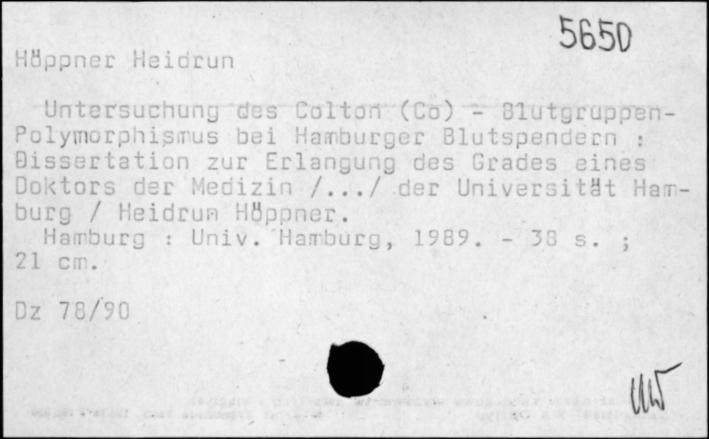 5650
Höppner Heidrun
Untersuchung des Colton (Co) - Blutgruppen-
Polymorphismus bei Hamburger Blutspendern :
Dissertation zur Erlangung des Grades eines
Doktors der Medizin /.../ der Universität Ham-
burg / Heidrun Höppner.
Hamburg : Univ. Hamburg, 1989. - 38 s. ;
21 cm.
Dz 78/90